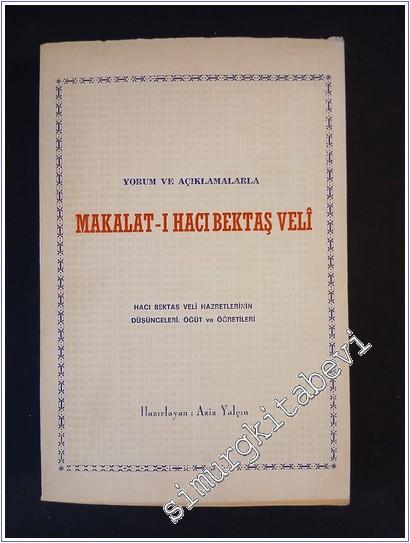 YORUM VE AÇIKLAMALARLA
MAKALAT-I HACI BEKTAŞ VELÎ
HACI BEKTAŞ VELİ HAZRETLERİNİN
DÜŞÜNCELERİ, ÖĞÜT ve ÖĞRETİLERİ
Hazırlayan : Aziz Yalçın
simurgkitabevi